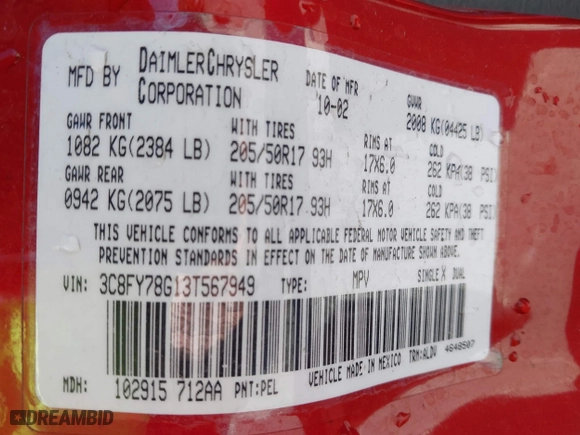 MFD BY DAIMLERCHRYSLER CORPORATION DATE OF MFR 10-02 GVWR 2008 KG(04425 LB)
GAWR FRONT WITH TIRES RIMS AT COLD
1082 KG(2384 LB) 205/50R17 93H 17X6.0 262 KPA(38 PSI)
GAWR REAR WITH TIRES RIMS AT COLD
0942 KG(2075 LB) 205/50R17 93H 17X6.0 262 KPA(38 PSI)
THIS VEHICLE CONFORMS TO ALL APPLICABLE FEDERAL MOTOR VEHICLE SAFETY AND THEFT
PREVENTION STANDARDS IN EFFECT ON THE DATE OF MANUFACTURE SHOWN ABOVE.
VIN: 3C8FY78G13T567949 TYPE: MPV SINGLE X DUAL
MDH: 102915 712AA PNT:PEL VEHICLE MADE IN MEXICO TRM:ALDV 4648507
© DREAMBID